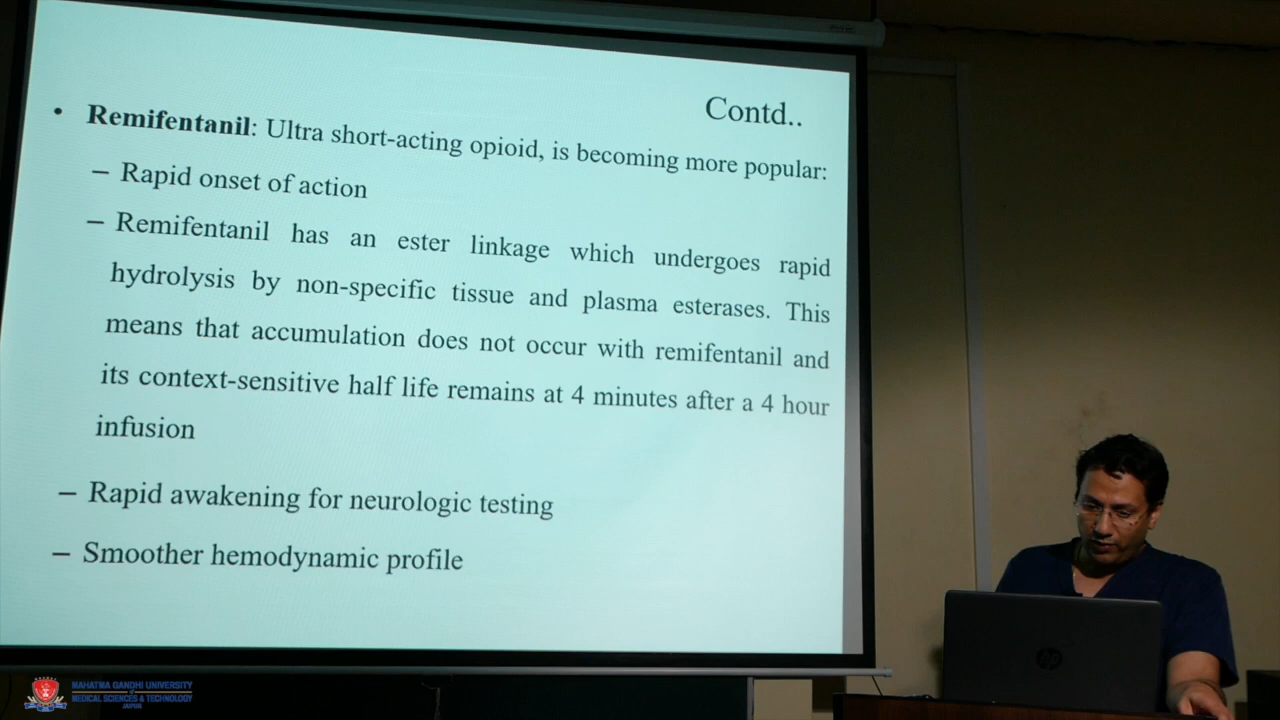 Contd..
• Remifentanil: Ultra short-acting opioid, is becoming more popular:
– Rapid onset of action
– Remifentanil has an ester linkage which undergoes rapid
hydrolysis by non-specific tissue and plasma esterases. This
means that accumulation does not occur with remifentanil and
its context-sensitive half life remains at 4 minutes after a 4 hour
infusion
– Rapid awakening for neurologic testing
– Smoother hemodynamic profile
hp
MAHATMA GANDHI UNIVERSITY
of
MEDICAL SCIENCES & TECHNOLOGY
JAIPUR